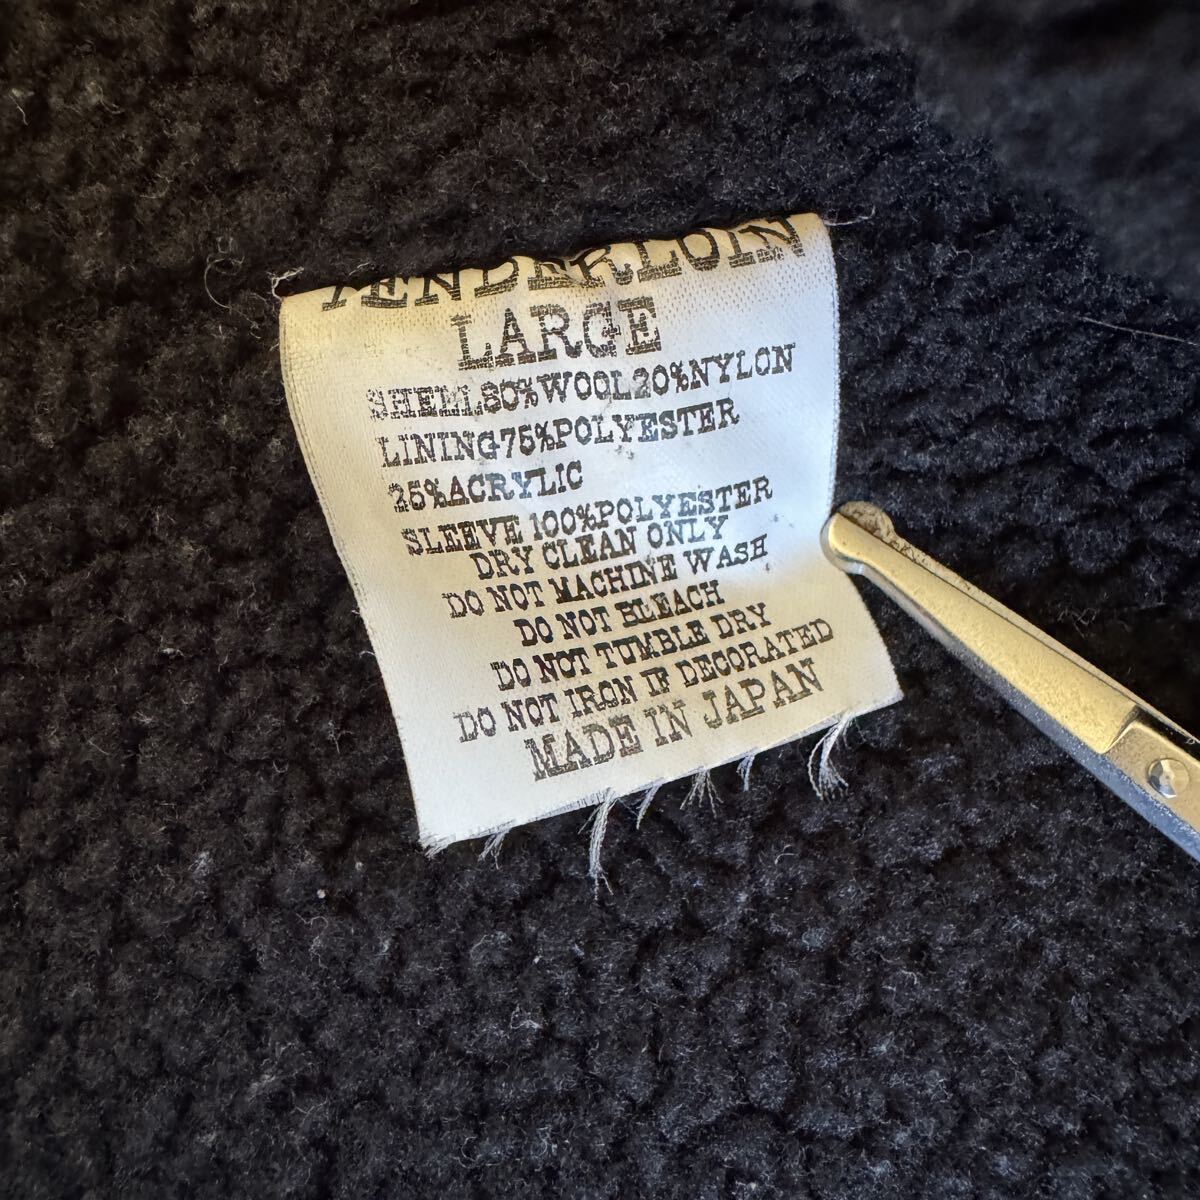 TENDERLOIN
LARGE
SHELL80%WOOL20%NYLON
LINING75%POLYESTER
25%ACRYLIC
SLEEVE 100%POLYESTER
DRY CLEAN ONLY
DO NOT MACHINE WASH
DO NOT BLEACH
DO NOT TUMBLE DRY
DO NOT IRON IF DECORATED
MADE IN JAPAN